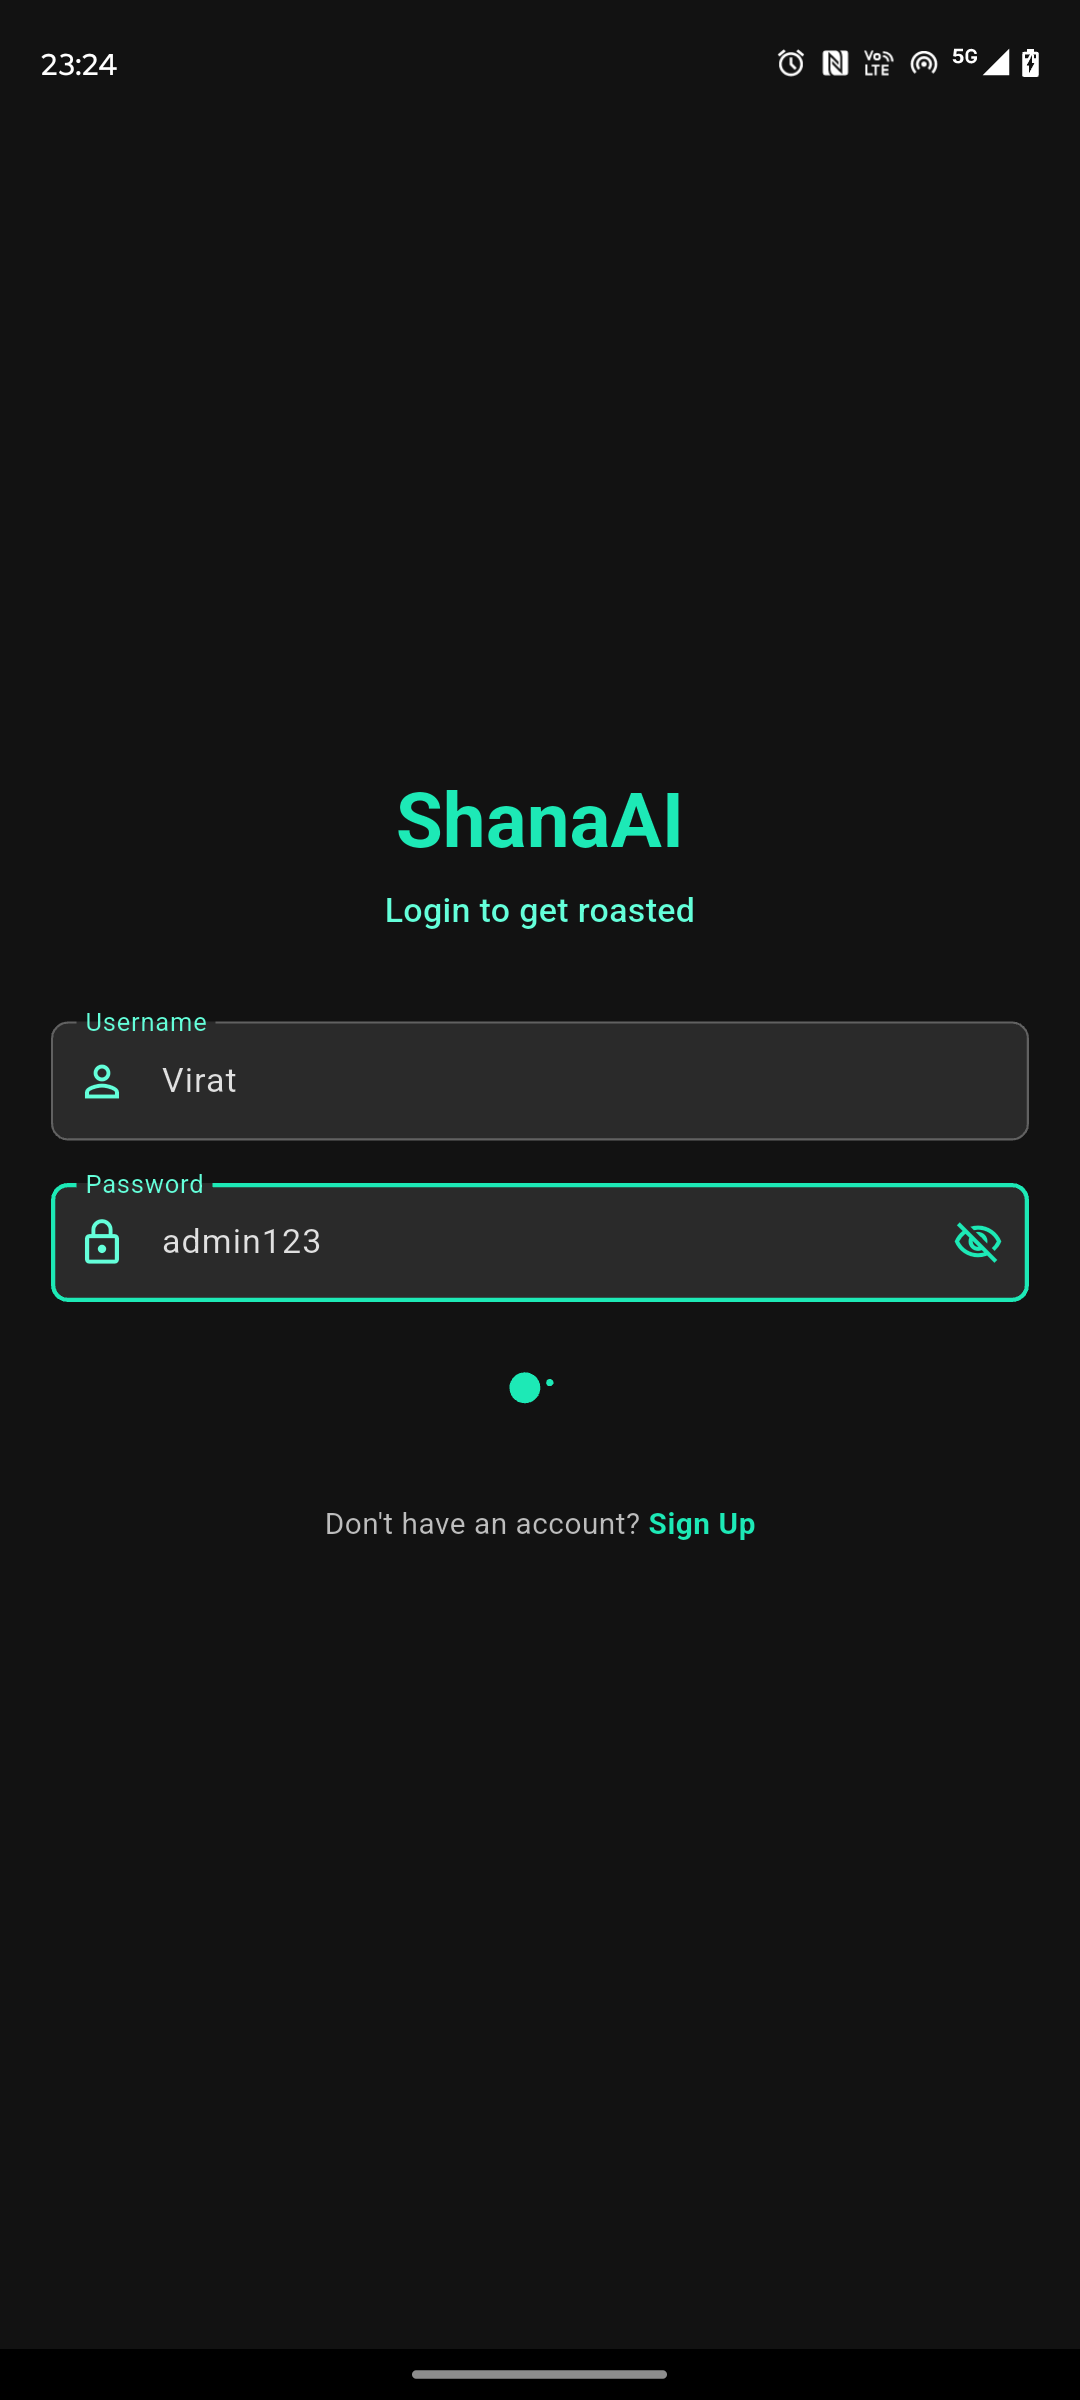 23:24
Vo LTE 5G
ShanaAI
Login to get roasted
Username
Virat
Password
admin123
Don't have an account? Sign Up